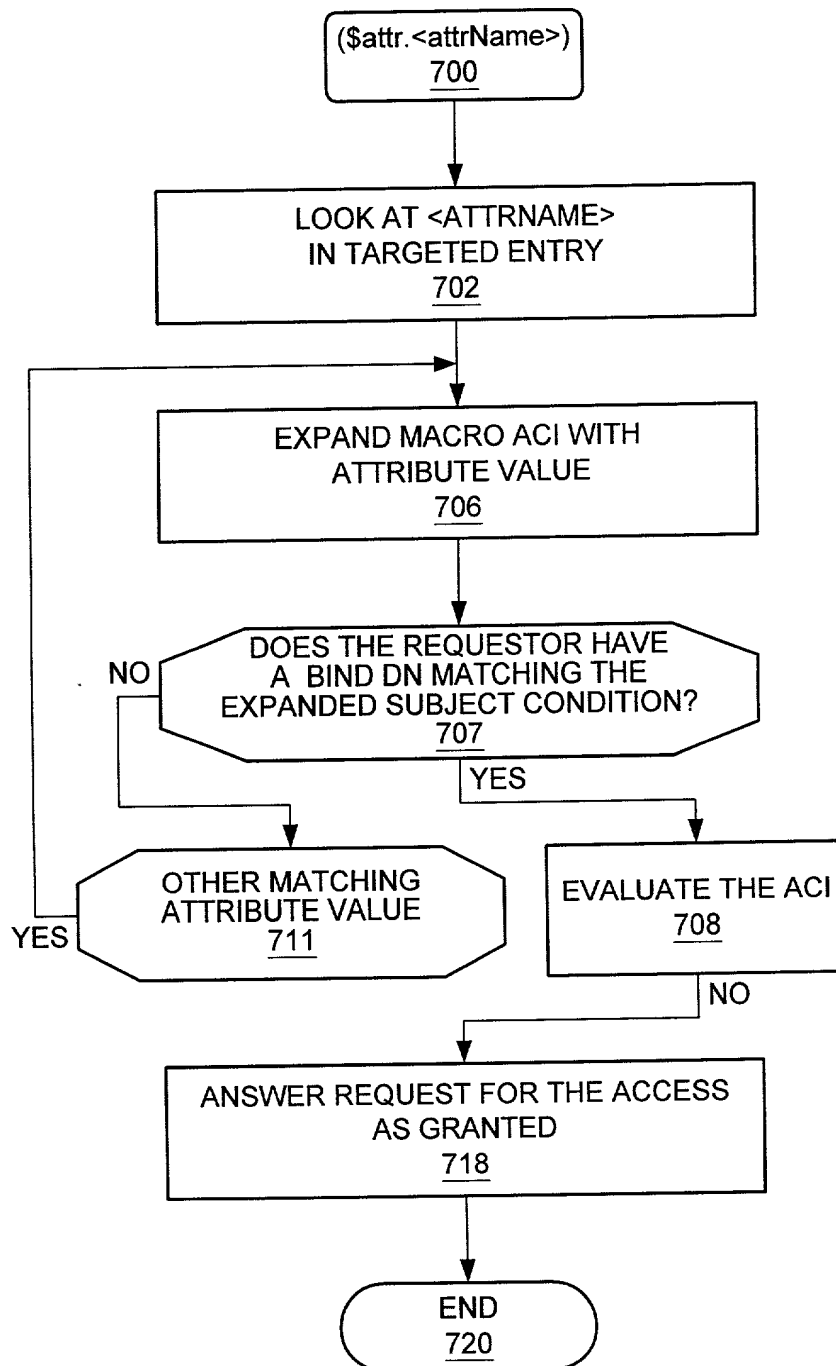 ($attr.<attrName>)
700
LOOK AT <ATTRNAME>
IN TARGETED ENTRY
702
EXPAND MACRO ACI WITH
ATTRIBUTE VALUE
706
DOES THE REQUESTOR HAVE
A BIND DN MATCHING THE
EXPANDED SUBJECT CONDITION?
707
NO
YES
OTHER MATCHING
ATTRIBUTE VALUE
711
YES
EVALUATE THE ACI
708
NO
ANSWER REQUEST FOR THE ACCESS
AS GRANTED
718
END
720